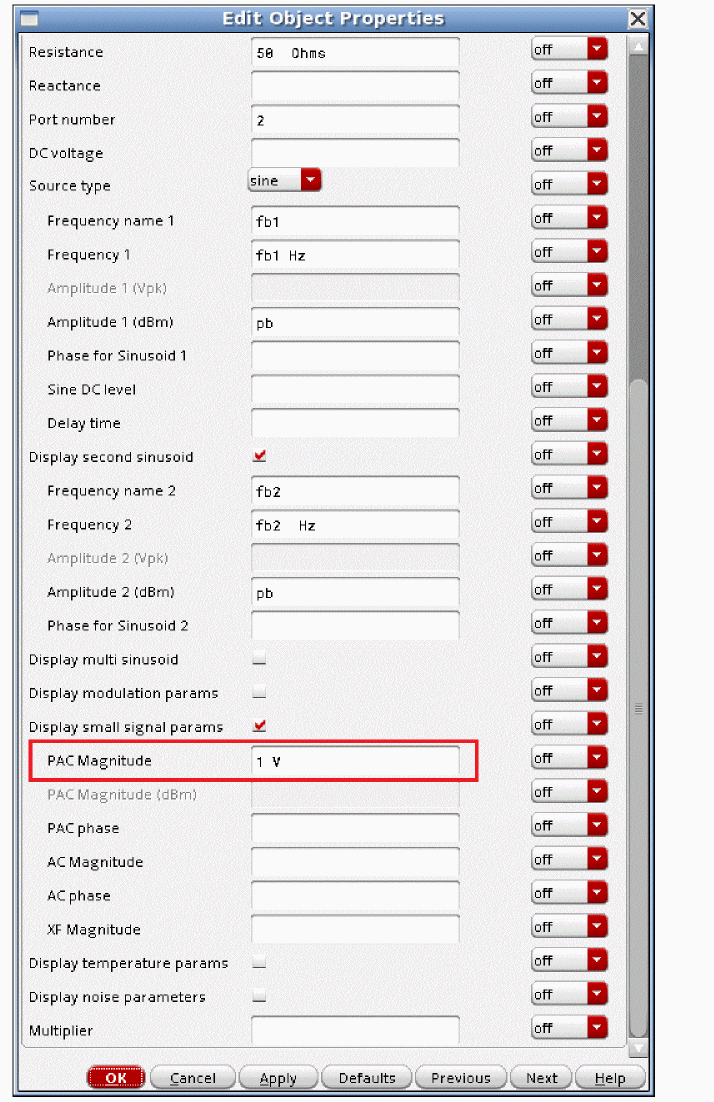 Edit Object Properties
Resistance 50 Ohms off
Reactance off
Port number 2 off
DC voltage off
Source type sine off
Frequency name 1 fb1 off
Frequency 1 fb1 Hz off
Amplitude 1 (Vpk) off
Amplitude 1 (dBm) pb off
Phase for Sinusoid 1 off
Sine DC level off
Delay time off
Display second sinusoid off
Frequency name 2 fb2 off
Frequency 2 fb2 Hz off
Amplitude 2 (Vpk) off
Amplitude 2 (dBm) pb off
Phase for Sinusoid 2 off
Display multi sinusoid off
Display modulation params off
Display small signal params off
PAC Magnitude 1 V off
PAC Magnitude (dBm) off
PAC phase off
AC Magnitude off
AC phase off
XF Magnitude off
Display temperature params off
Display noise parameters off
Multiplier off
OK Cancel Apply Defaults Previous Next Help